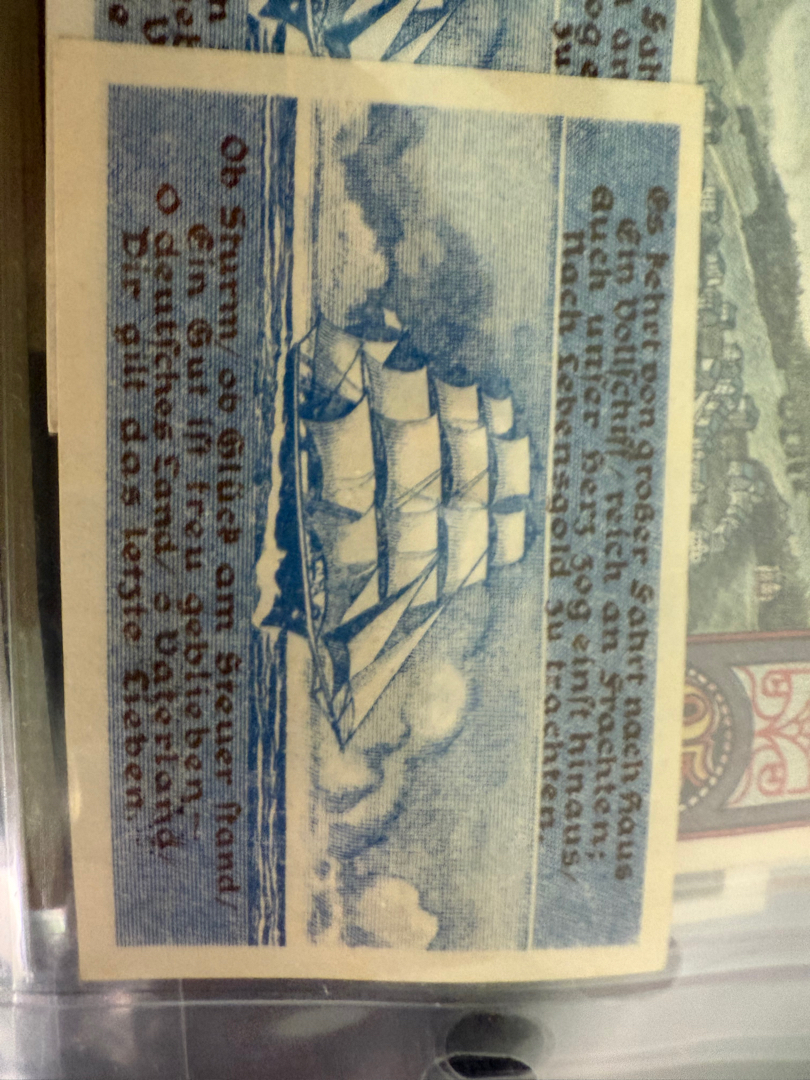 Es kehrt von großer Fahrt nach Haus
Ein Vollschiff/ reich an Frachten;
Auch unser Herz zog einst hinaus/
Nach Lebensgold zu trachten.
Ob Sturm/ ob Glück am Steuer stand/
Ein Gut ist treu geblieben,
O deutsches Land/ o Vaterland/
Dir gilt das letzte Lieben.